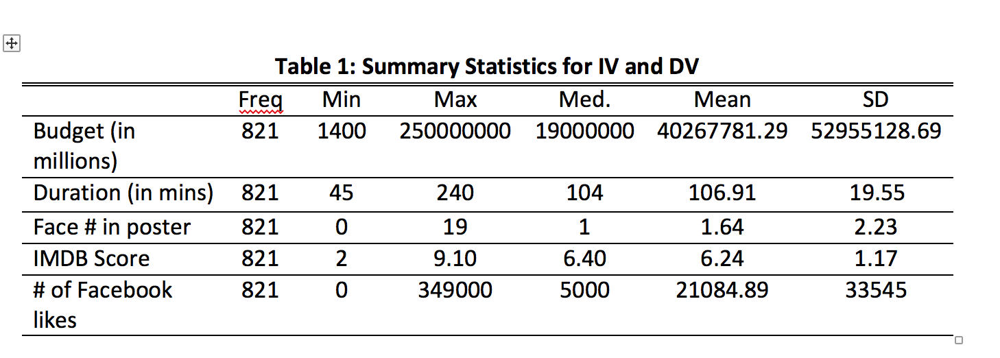 Table 1: Summary Statistics for IV and DV
Freq Min Max Med. Mean SD
Budget (in 821 1400 250000000 19000000 40267781.29 52955128.69
millions)
Duration (in mins) 821 45 240 104 106.91 19.55
Face # in poster 821 0 19 1 1.64 2.23
IMDB Score 821 2 9.10 6.40 6.24 1.17
# of Facebook 821 0 349000 5000 21084.89 33545
likes